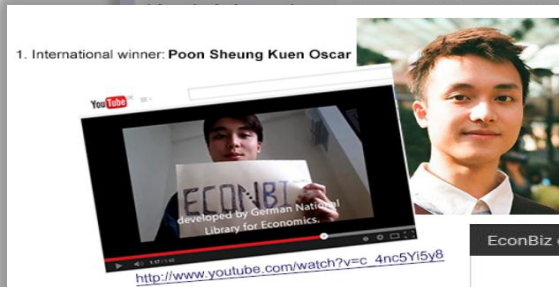 1. International winner: Poon Sheung Kuen Oscar
YouTube
ECONBIZ
developed by German National
Library for Economics.
http://www.youtube.com/watch?v=c_4nc5Yi5y8
EconBiz